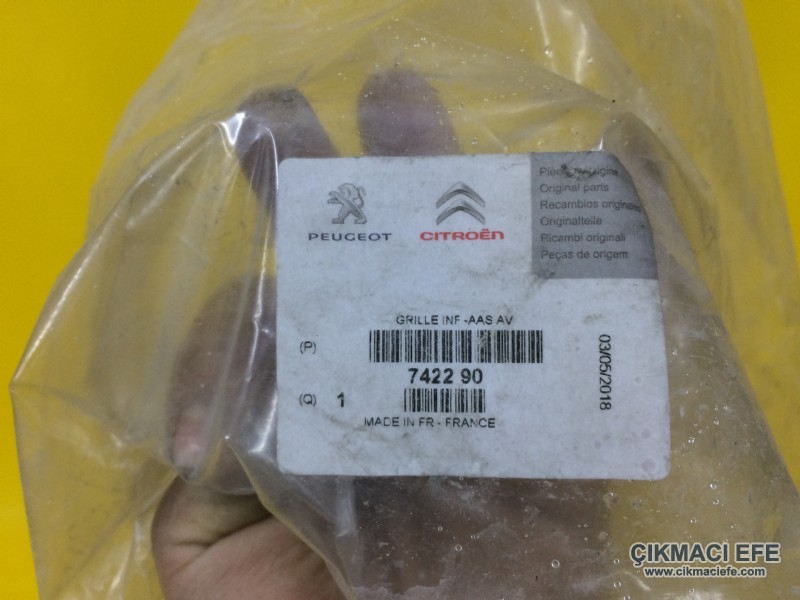 PEUGEOT
CITROËN
Original parts
Recambios originales
Originalteile
Ricambi originali
Peças de origem
GRILLE INF -AAS AV
(P)
7422 90
(Q) 1
MADE IN FR - FRANCE
03/05/2018
ÇIKMACI EFE
www.cikmaciefe.com